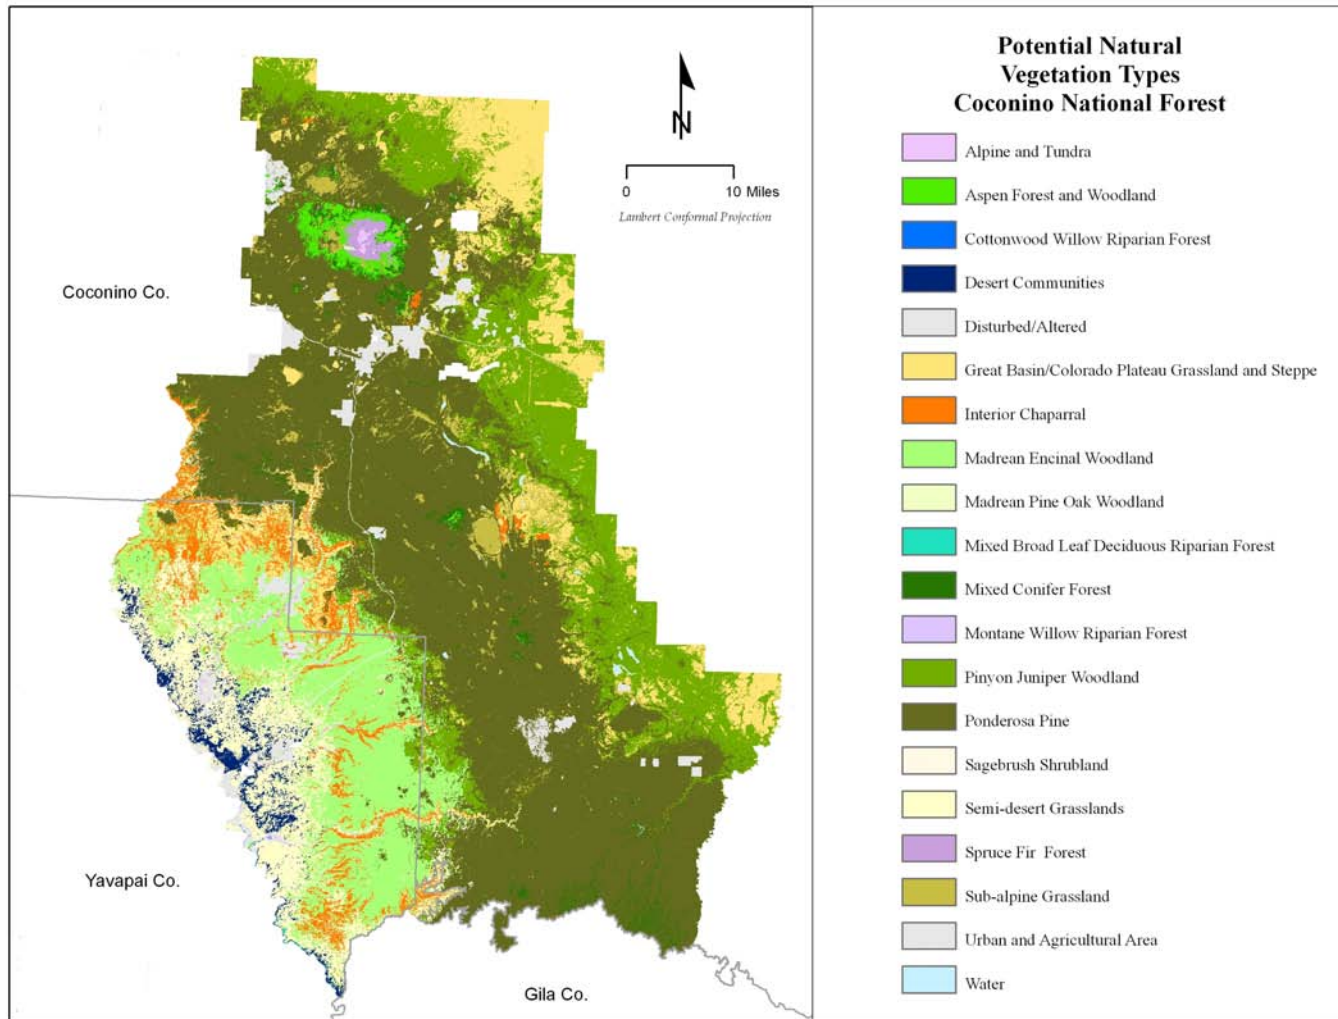 Potential Natural
Vegetation Types
Coconino National Forest
N
0 10 Miles
Lambert Conformal Projection
Coconino Co.
Yavapai Co.
Gila Co.
Alpine and Tundra
Aspen Forest and Woodland
Cottonwood Willow Riparian Forest
Desert Communities
Disturbed/Altered
Great Basin/Colorado Plateau Grassland and Steppe
Interior Chaparral
Madrean Encinal Woodland
Madrean Pine Oak Woodland
Mixed Broad Leaf Deciduous Riparian Forest
Mixed Conifer Forest
Montane Willow Riparian Forest
Pinyon Juniper Woodland
Ponderosa Pine
Sagebrush Shrubland
Semi-desert Grasslands
Spruce Fir Forest
Sub-alpine Grassland
Urban and Agricultural Area
Water